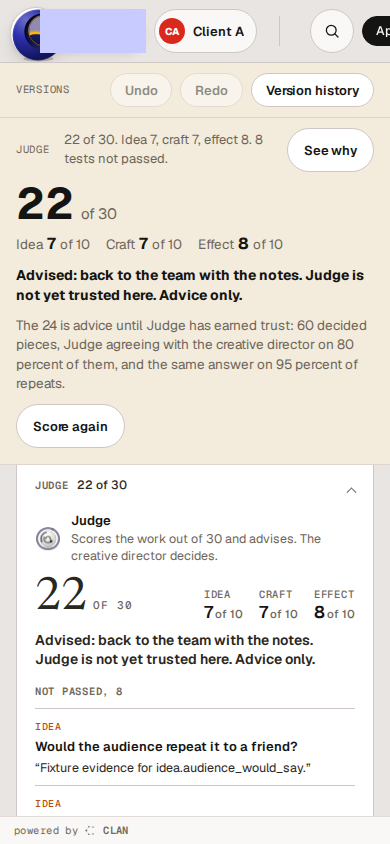 CA Client A
Ap
VERSIONS Undo Redo Version history
JUDGE 22 of 30. Idea 7, craft 7, effect 8. 8
tests not passed.
See why
22 of 30
Idea 7 of 10 Craft 7 of 10 Effect 8 of 10
Advised: back to the team with the notes. Judge is
not yet trusted here. Advice only.
The 24 is advice until Judge has earned trust: 60 decided
pieces, Judge agreeing with the creative director on 80
percent of them, and the same answer on 95 percent of
repeats.
Score again
JUDGE 22 of 30
Judge
Scores the work out of 30 and advises. The
creative director decides.
22 OF 30
IDEA CRAFT EFFECT
7 of 10 7 of 10 8 of 10
Advised: back to the team with the notes.
Judge is not yet trusted here. Advice only.
NOT PASSED, 8
IDEA
Would the audience repeat it to a friend?
“Fixture evidence for idea.audience_would_say.”
IDEA
powered by CLAN